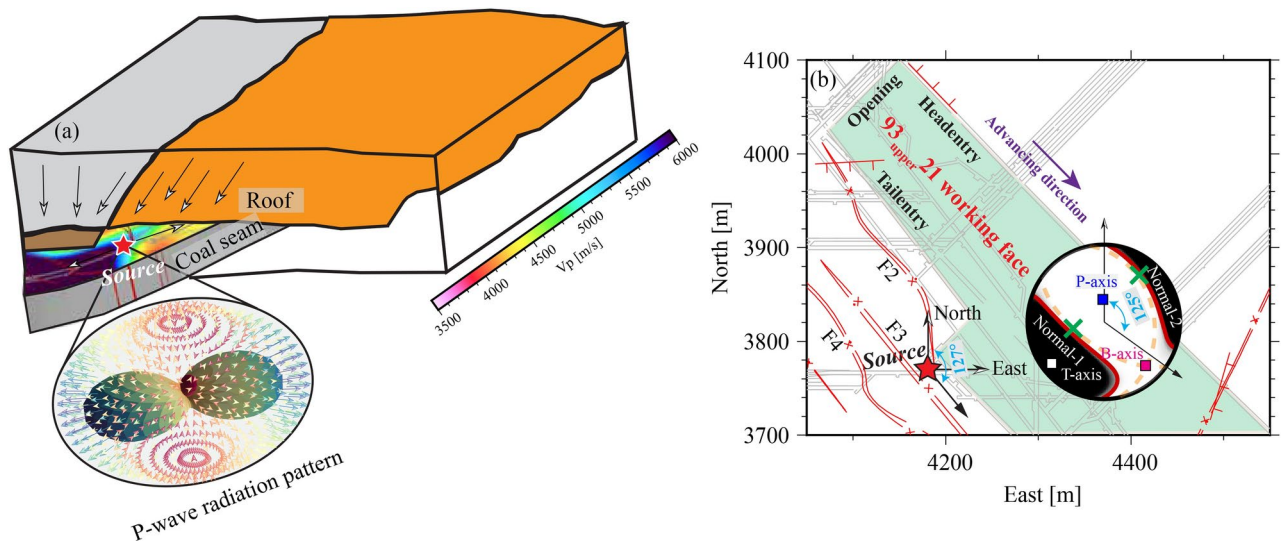 (a)
Roof
Coal seam
Source
6000
5500
5000
4500
4000
3500
Vp [m/s]
P-wave radiation pattern
(b)
4100
4000
3900
3800
3700
North [m]
4200
4400
East [m]
Opening
Headentry
93 upper 21 working face
Tailentry
Advancing direction
F2
F3
F4
North
Source
127°
East
P-axis
125°
Normal-2
Normal-1
B-axis
T-axis